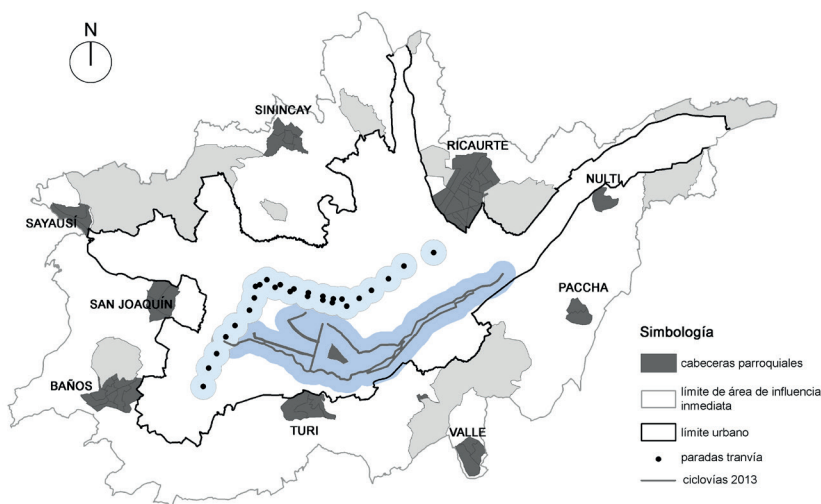 N
SININCAY
RICAURTE
NULTI
SAYAUSÍ
SAN JOAQUÍN
PACCHA
BAÑOS
TURI
VALLE
Simbología
cabeceras parroquiales
límite de área de influencia
inmediata
límite urbano
paradas tranvía
ciclovías 2013